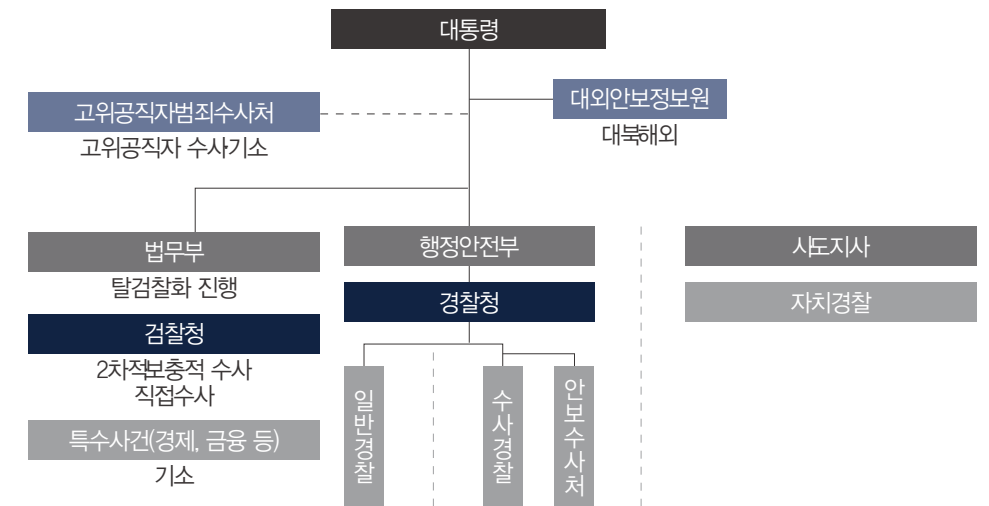 대통령
고위공직자범죄수사처
고위공직자 수사·기소
대외안보정보원
대북·해외
법무부
탈검찰화 진행
검찰청
2차적·보충적 수사
직접수사
특수사건(경제, 금융 등)
기소
행정안전부
경찰청
일반경찰
수사경찰
안보수사처
시·도지사
자치경찰